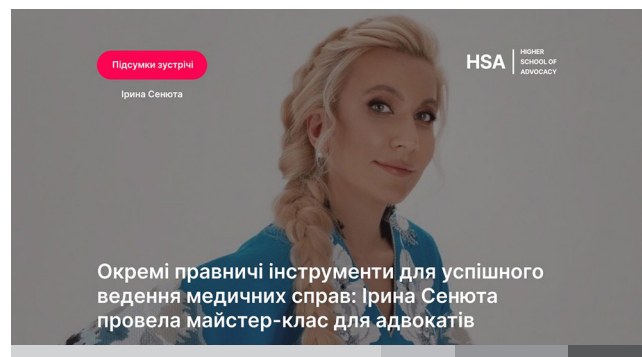 Підсумки зустрічі
Ірина Сенюта
HSA
HIGHER
SCHOOL OF
ADVOCACY
Окремі правничі інструменти для успішного
ведення медичних справ: Ірина Сенюта
провела майстер-клас для адвокатів